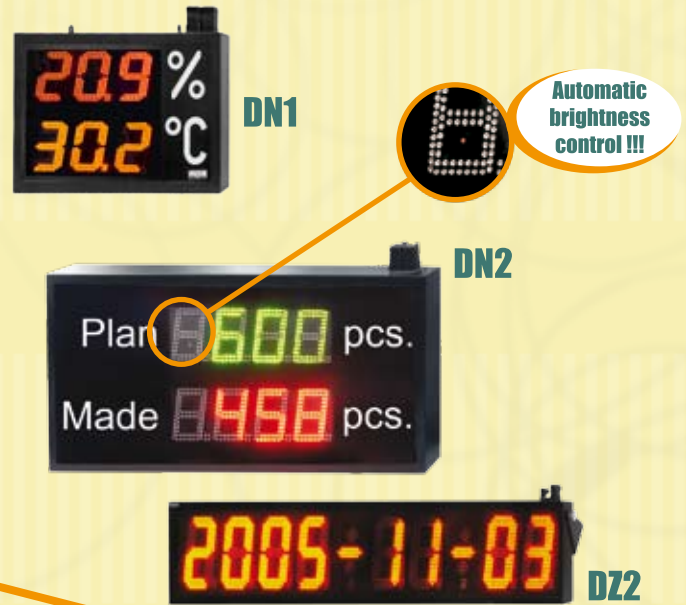 20.9 %
30.2 °C
DN1
Automatic
brightness
control !!!
DN2
Plan 600 pcs.
Made 458 pcs.
2005-11-03
DZ2